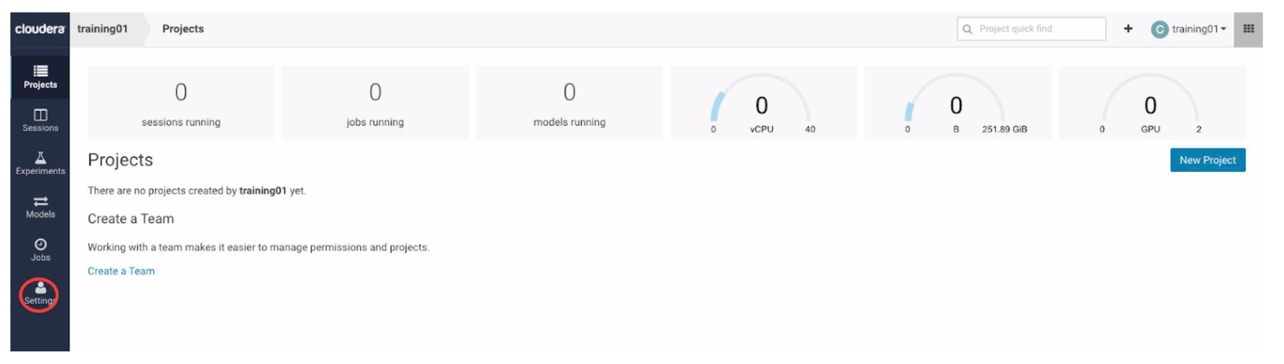 cloudera training01 Projects Project quick find + C training01
Projects
Sessions
Experiments
Models
Jobs
Settings
0 sessions running
0 jobs running
0 models running
0
0 vCPU 40
0
0 B 251.89 GiB
0
0 GPU 2
Projects
New Project
There are no projects created by training01 yet.
Create a Team
Working with a team makes it easier to manage permissions and projects.
Create a Team